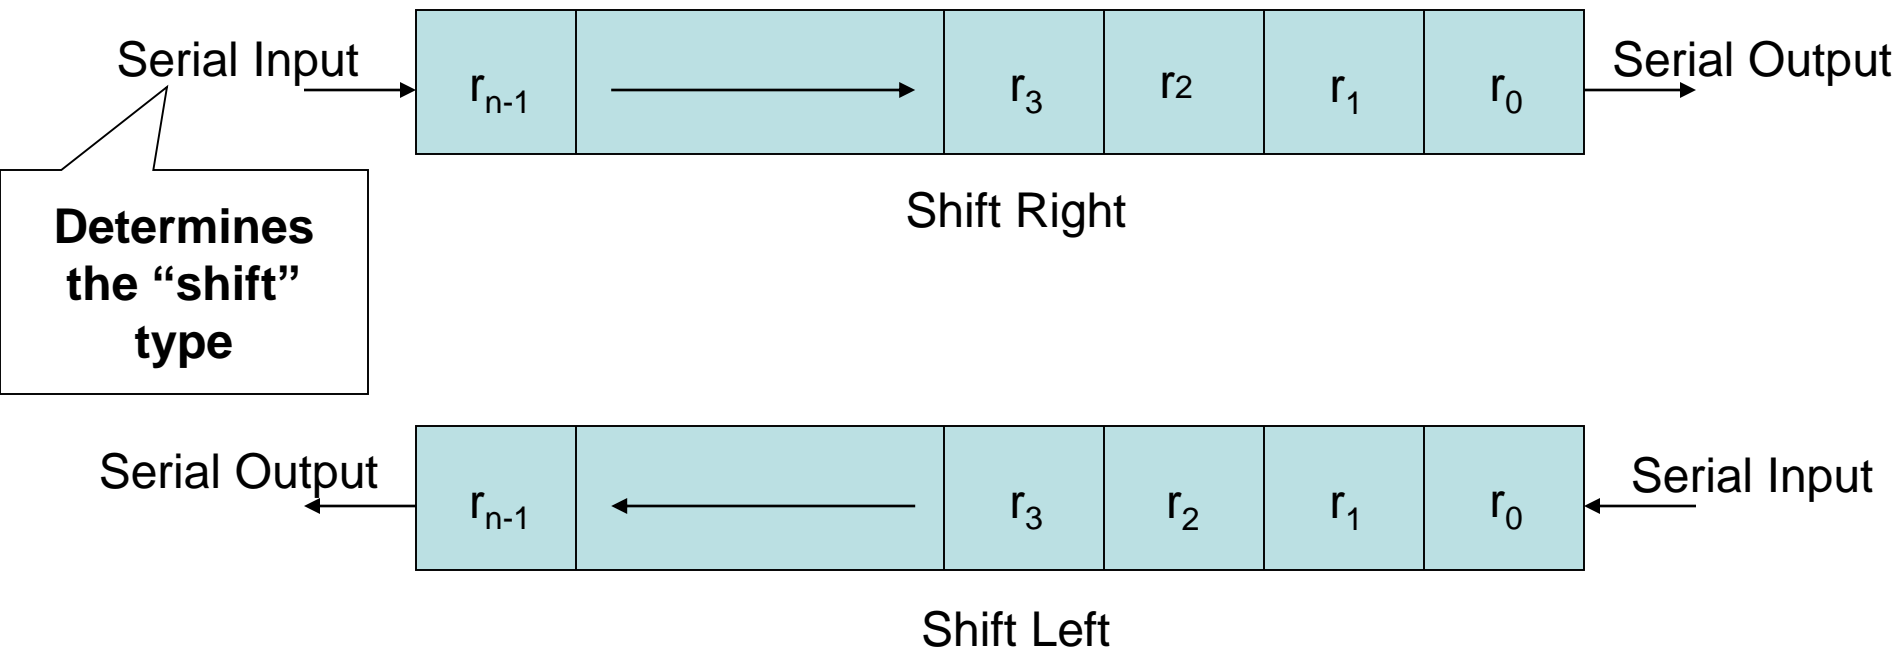 Serial Input
r_{n-1} r_3 r2 r_1 r_0
Serial Output
Shift Right
Determines
the “shift”
type
Serial Output
r_{n-1} r_3 r_2 r_1 r_0
Serial Input
Shift Left